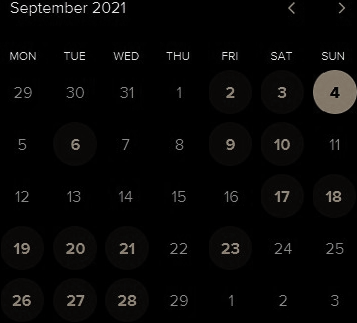 September 2021
MON TUE WED THU FRI SAT SUN
29 30 31 1 2 3 4
5 6 7 8 9 10 11
12 13 14 15 16 17 18
19 20 21 22 23 24 25
26 27 28 29 1 2 3